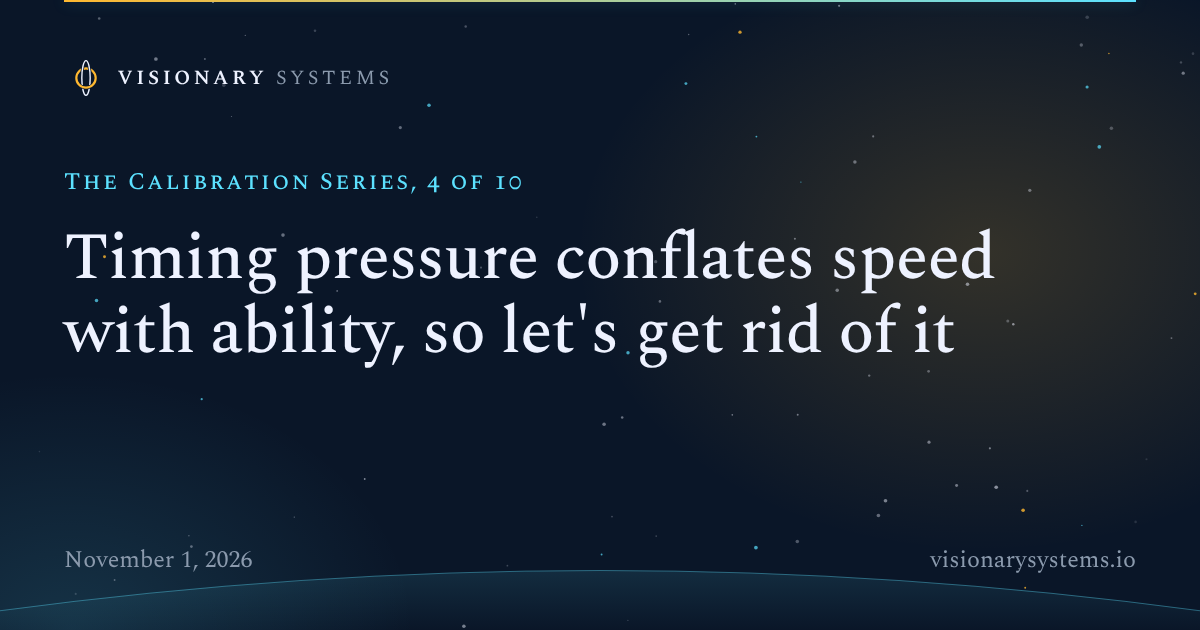 VISIONARY SYSTEMS
The Calibration Series, 4 of 10
Timing pressure conflates speed
with ability, so let's get rid of it
November 1, 2026
visionarysystems.io